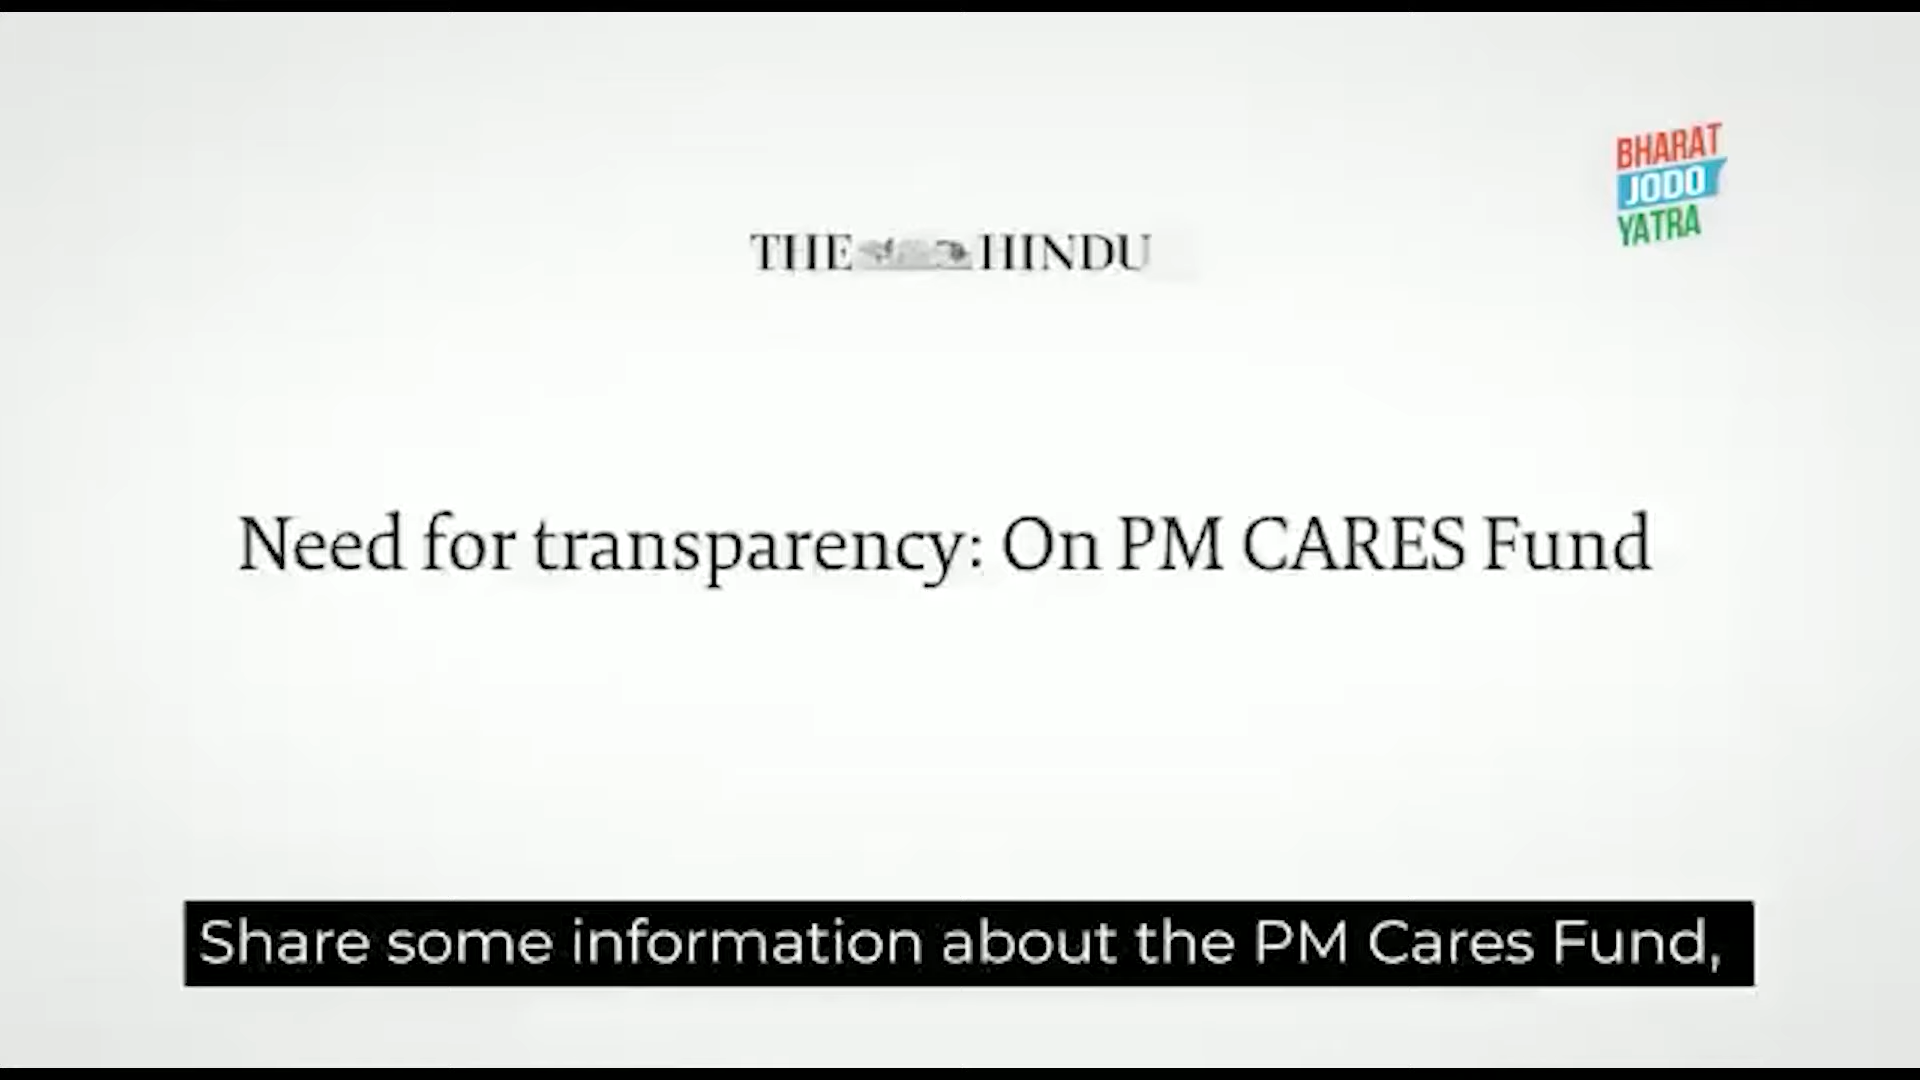 BHARAT
JODO
YATRA
THE HINDU
Need for transparency: On PM CARES Fund
Share some information about the PM Cares Fund,